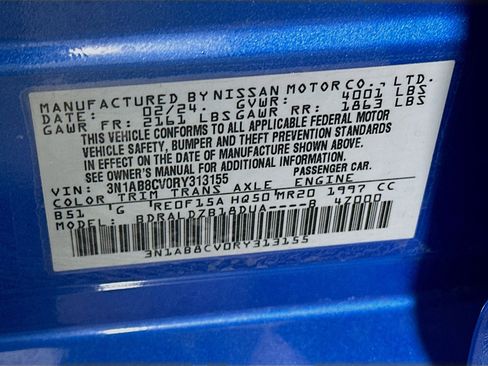 MANUFACTURED BY NISSAN MOTOR CO., LTD.
DATE: 02/24. GVWR: 4001 LBS
GAWR FR: 2161 LBS GAWR RR: 1863 LBS
THIS VEHICLE CONFORMS TO ALL APPLICABLE FEDERAL MOTOR
VEHICLE SAFETY, BUMPER AND THEFT PREVENTION STANDARDS
IN EFFECT ON THE DATE OF MANUFACTURE SHOWN ABOVE.
SEE OWNER'S MANUAL FOR ADDITIONAL INFORMATION.
VIN: 3N1AB8CV0RY313155 PASSENGER CAR.
COLOR TRIM TRANS AXLE ENGINE
B51 G RE0F15A HQ50 MR20 1997 CC
MODEL: BDRALDZB18DUA----B 47000
3N1AB8CV0RY313155